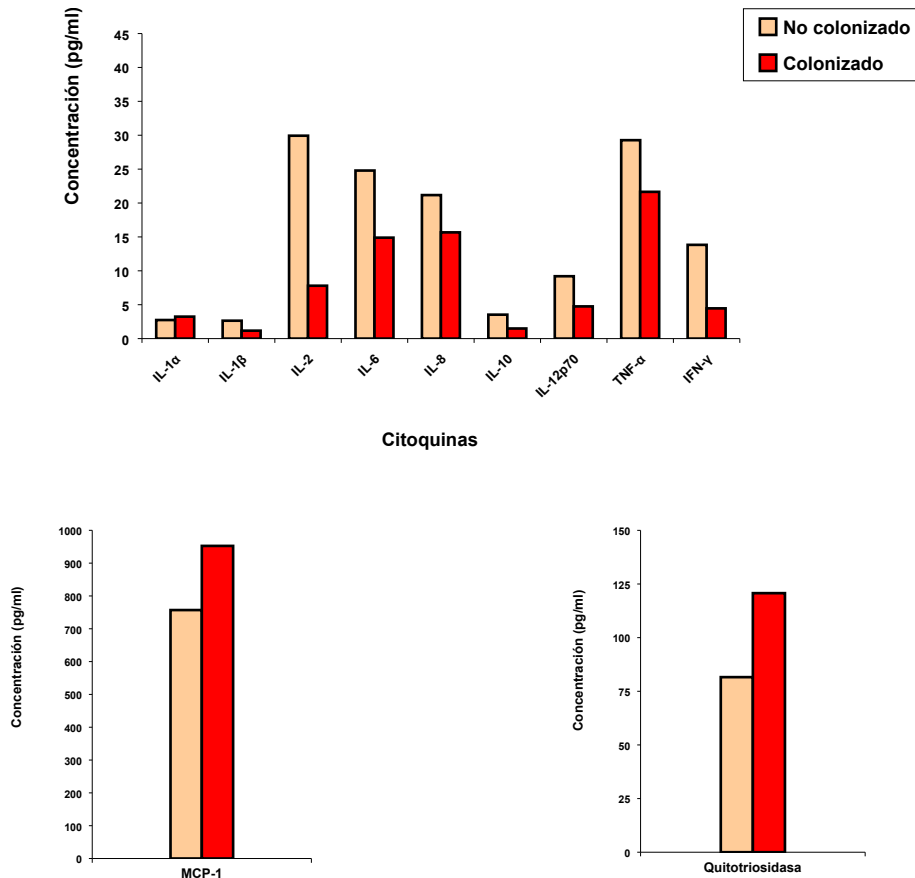 No colonizado
Colonizado
Concentración (pg/ml)
45
40
35
30
25
20
15
10
5
0
IL-1α
IL-1β
IL-2
IL-6
IL-8
IL-10
IL-12p70
TNF-α
IFN-γ
Citoquinas
Concentración (pg/ml)
1000
900
800
700
600
500
400
300
200
100
0
MCP-1
Concentración (pg/ml)
150
125
100
75
50
25
0
Quitotriosidasa